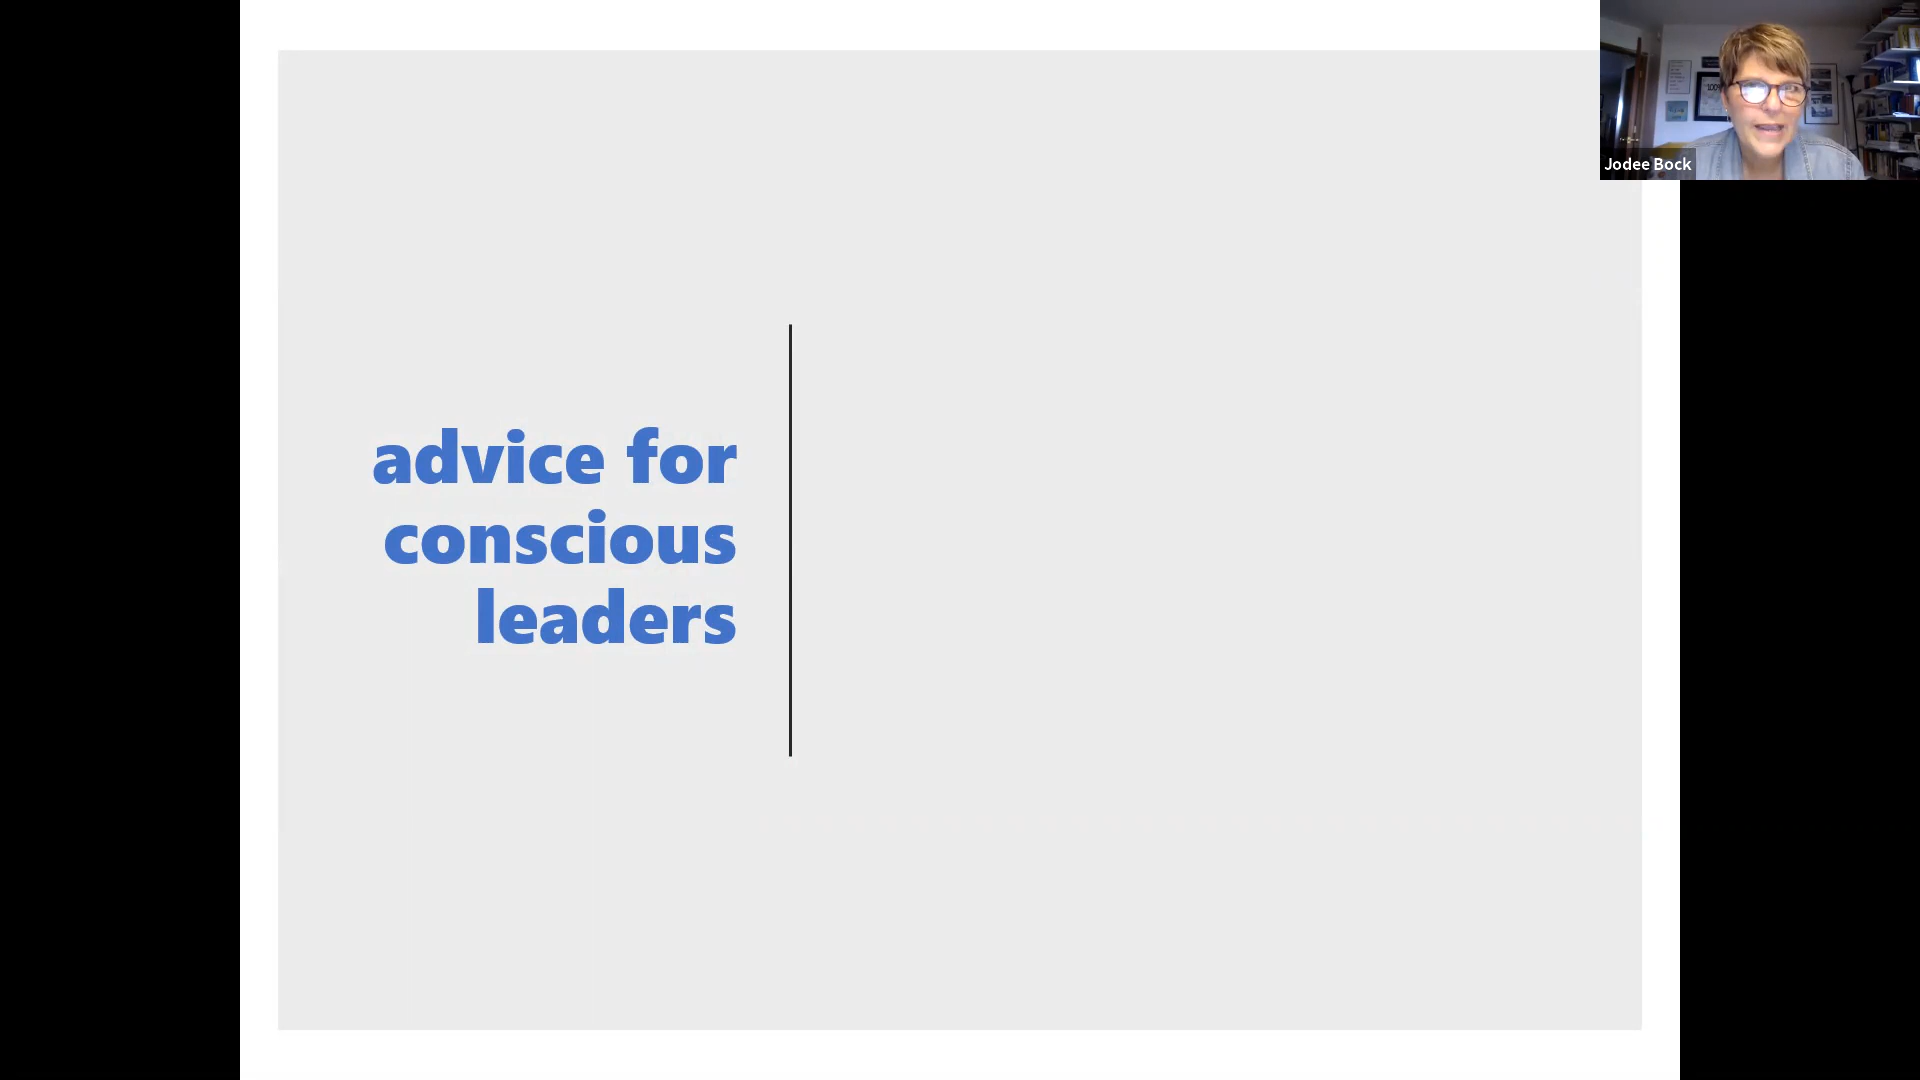 advice for
conscious
leaders
Jodee Bock